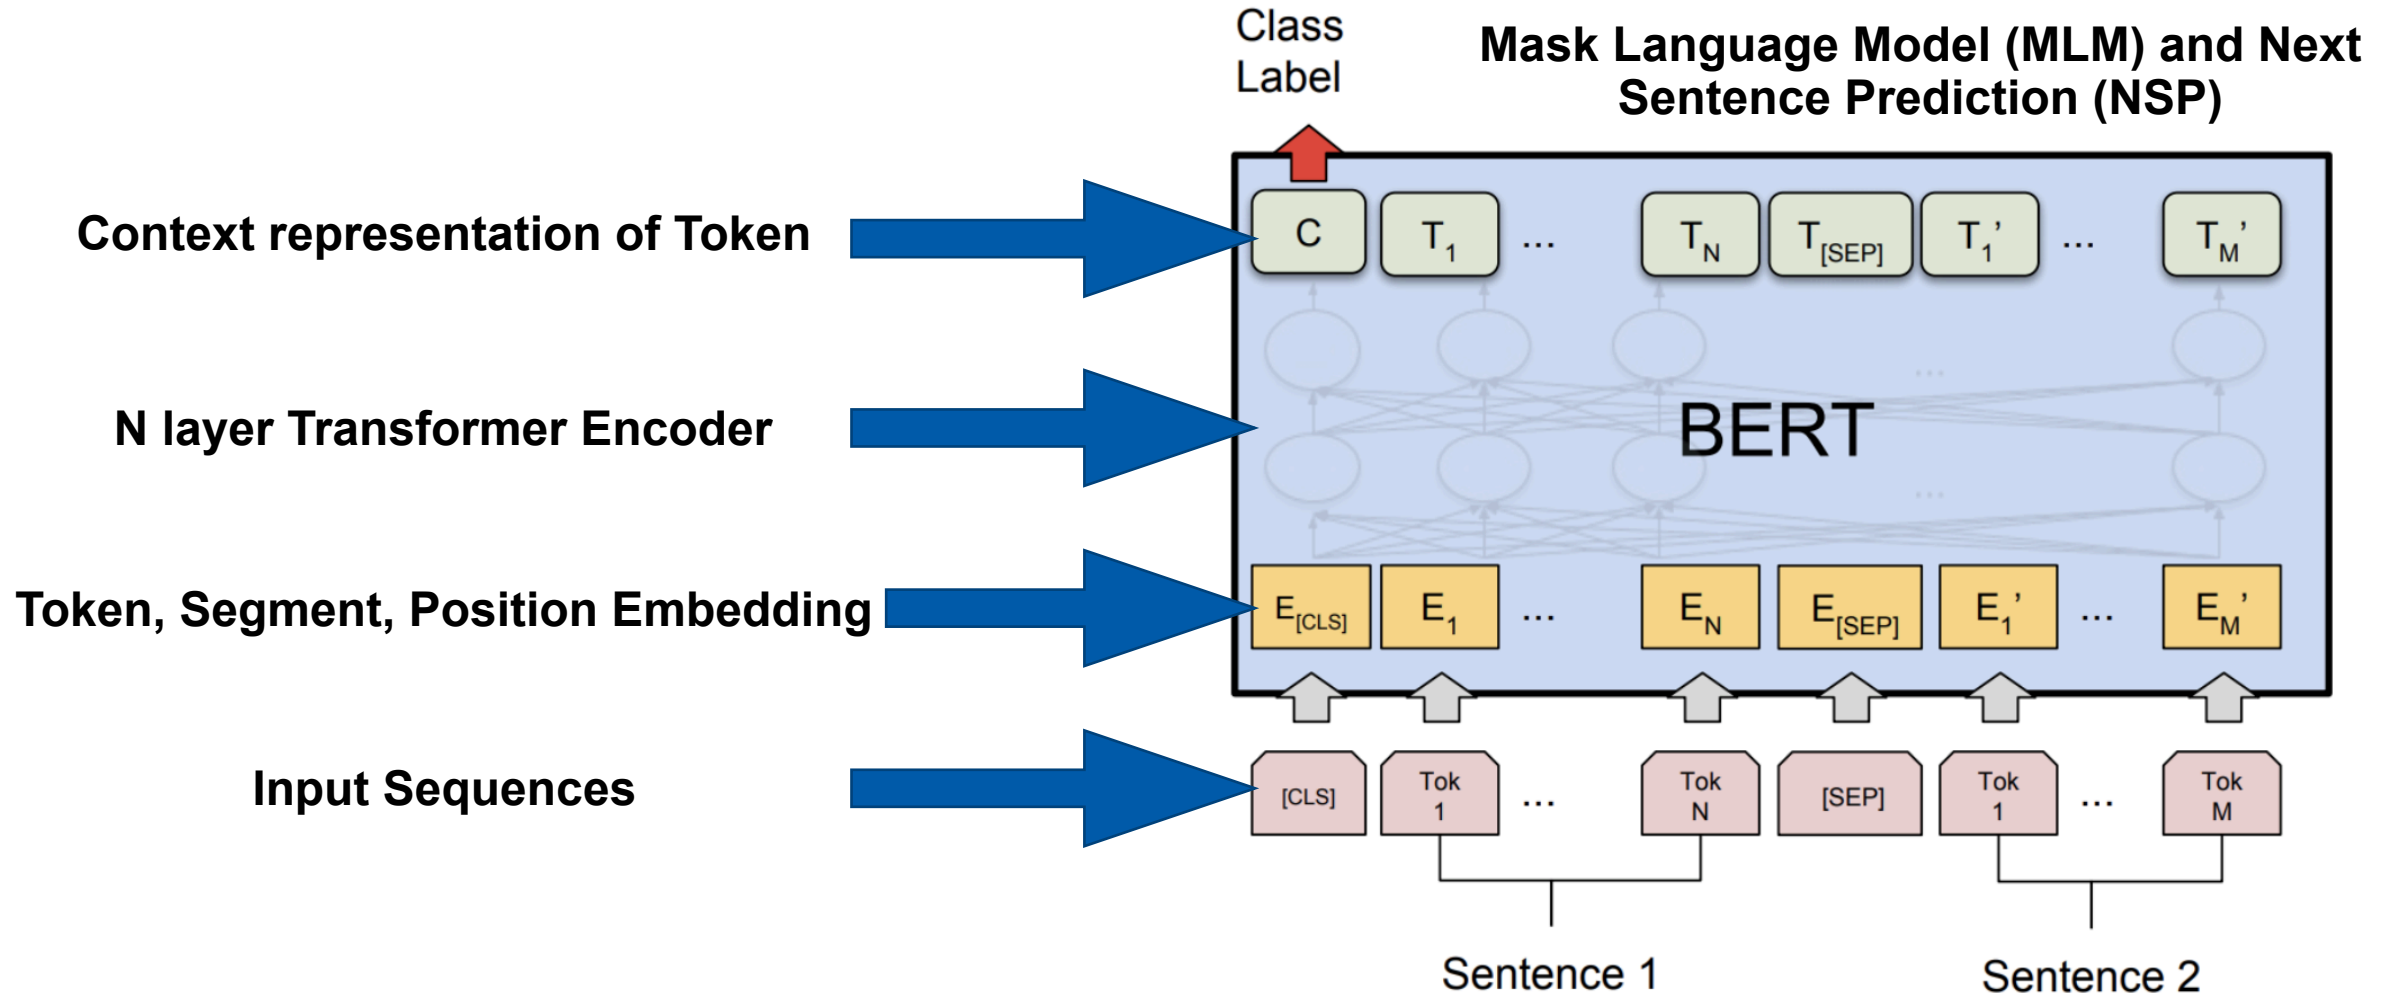 Class
Label
Mask Language Model (MLM) and Next
Sentence Prediction (NSP)
Context representation of Token
C T1 ... TN T[SEP] T1’ ... TM’
...
N layer Transformer Encoder
BERT
...
Token, Segment, Position Embedding
E[CLS] E1 ... EN E[SEP] E1’ ... EM’
Input Sequences
[CLS] Tok 1 ... Tok N [SEP] Tok 1 ... Tok M
Sentence 1 Sentence 2